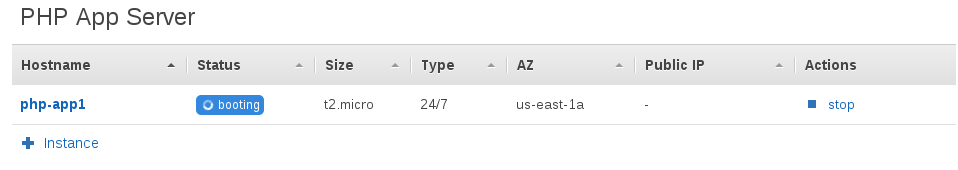 PHP App Server
Hostname Status Size Type AZ Public IP Actions
php-app1 booting t2.micro 24/7 us-east-1a - stop
Instance